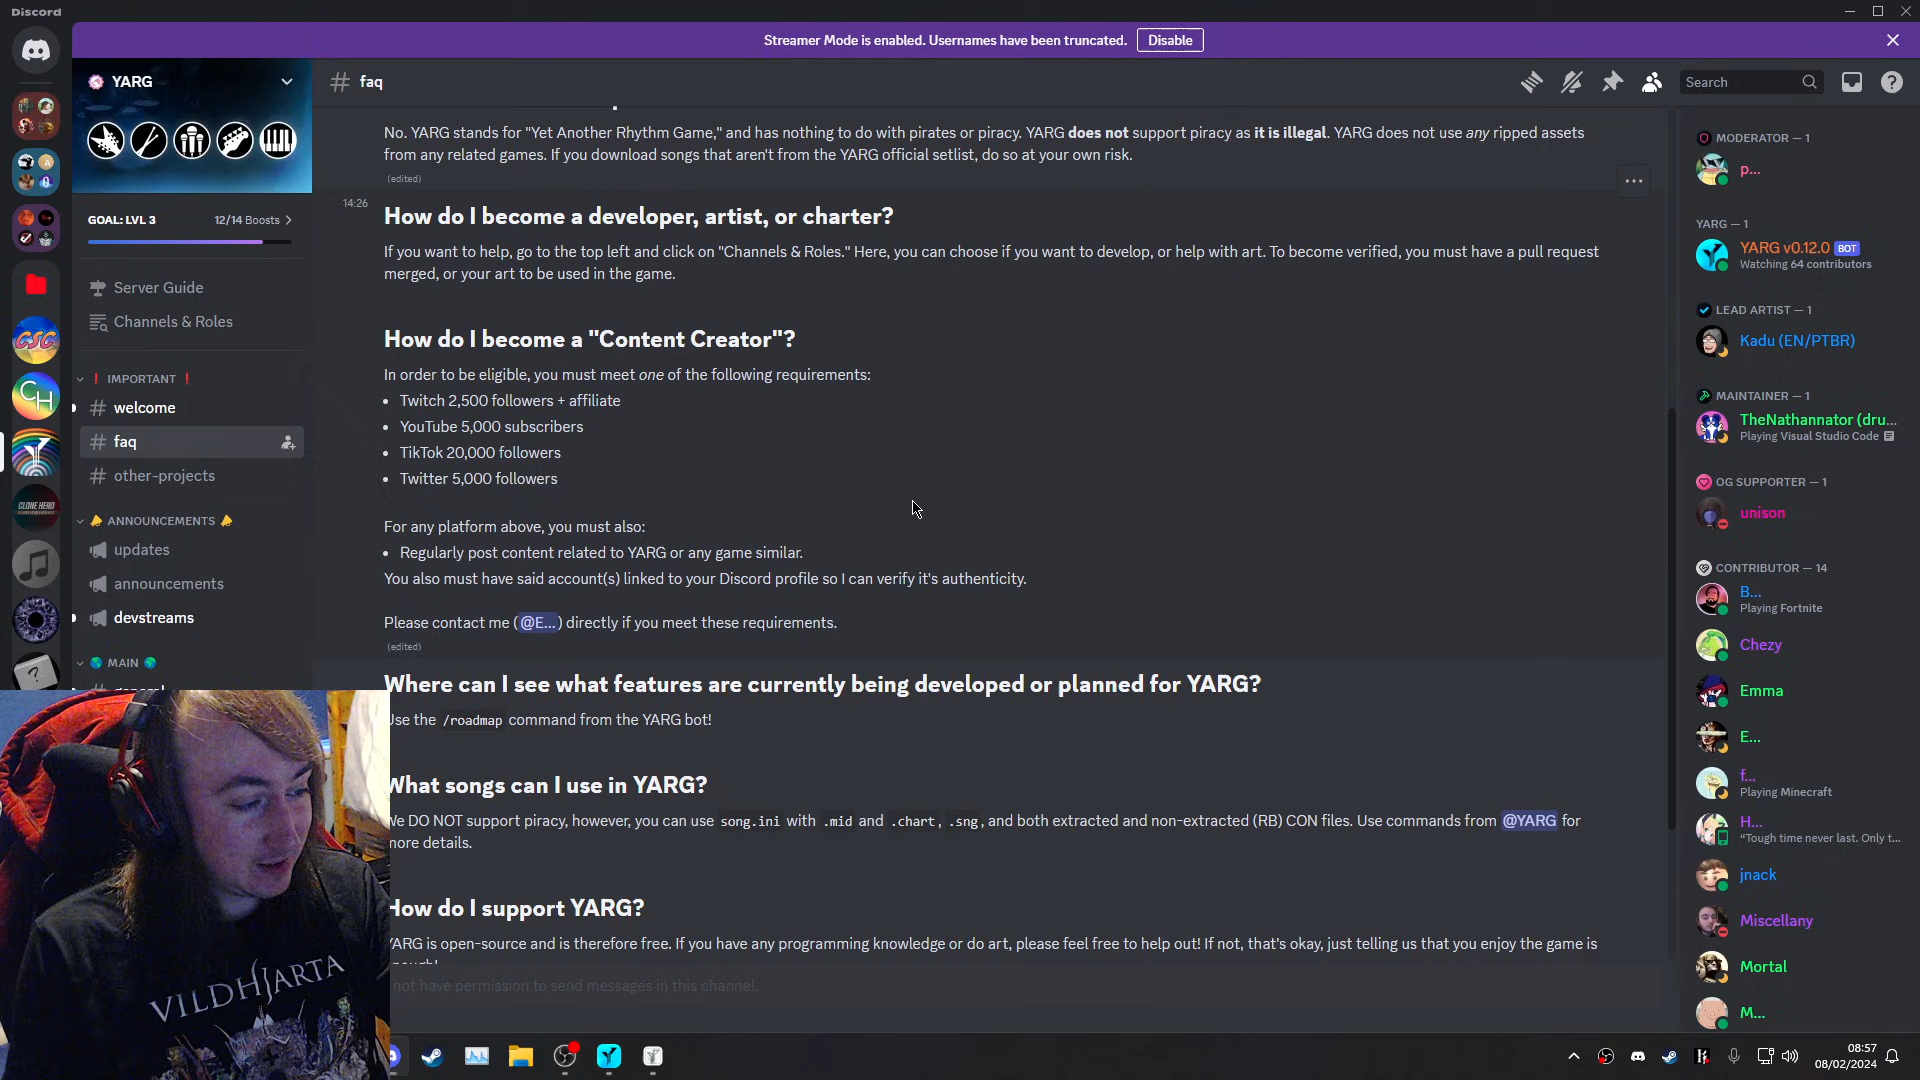 Discord
Streamer Mode is enabled. Usernames have been truncated.
Disable
YARG
GOAL: LVL 3
12/14 Boosts
Server Guide
Channels & Roles
IMPORTANT
welcome
faq
other-projects
ANNOUNCEMENTS
updates
announcements
devstreams
MAIN
CSC
CH
CLONE HERO
# faq
Search
No. YARG stands for "Yet Another Rhythm Game," and has nothing to do with pirates or piracy. YARG does not support piracy as it is illegal. YARG does not use any ripped assets
from any related games. If you download songs that aren't from the YARG official setlist, do so at your own risk.
(edited)
14:26
How do I become a developer, artist, or charter?
If you want to help, go to the top left and click on "Channels & Roles." Here, you can choose if you want to develop, or help with art. To become verified, you must have a pull request
merged, or your art to be used in the game.
How do I become a "Content Creator"?
In order to be eligible, you must meet one of the following requirements:
• Twitch 2,500 followers + affiliate
• YouTube 5,000 subscribers
• TikTok 20,000 followers
• Twitter 5,000 followers
For any platform above, you must also:
• Regularly post content related to YARG or any game similar.
You also must have said account(s) linked to your Discord profile so I can verify it's authenticity.
Please contact me (@E...) directly if you meet these requirements.
(edited)
Where can I see what features are currently being developed or planned for YARG?
Use the /roadmap command from the YARG bot!
What songs can I use in YARG?
We DO NOT support piracy, however, you can use song.ini with .mid and .chart, .sng, and both extracted and non-extracted (RB) CON files. Use commands from @YARG for
more details.
How do I support YARG?
YARG is open-source and is therefore free. If you have any programming knowledge or do art, please feel free to help out! If not, that's okay, just telling us that you enjoy the game is
not have permission to send messages in this channel.
MODERATOR — 1
p...
YARG — 1
YARG v0.12.0 BOT
Watching 64 contributors
LEAD ARTIST — 1
Kadu (EN/PTBR)
MAINTAINER — 1
TheNathannator (dru...
Playing Visual Studio Code
OG SUPPORTER — 1
unison
CONTRIBUTOR — 14
B...
Playing Fortnite
Chezy
Emma
E...
f...
Playing Minecraft
H...
“Tough time never last. Only t...
jnack
Miscellany
Mortal
M...
VILDHJARTA
08:57
08/02/2024